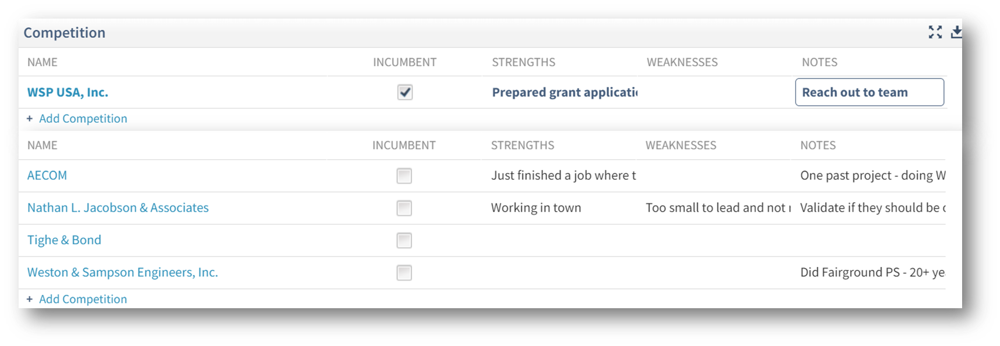 Competition
NAME INCUMBENT STRENGTHS WEAKNESSES NOTES
WSP USA, Inc. Prepared grant Reach out to team
+ Add Competition
NAME INCUMBENT STRENGTHS WEAKNESSES NOTES
AECOM Just finished a job where One past project - doing
Nathan L. Jacobson & Associates Working in town Too small to lead and not Validate if they should be
Tighe & Bond
Weston & Sampson Engineers, Inc. Did Fairground PS - 20+
+ Add Competition